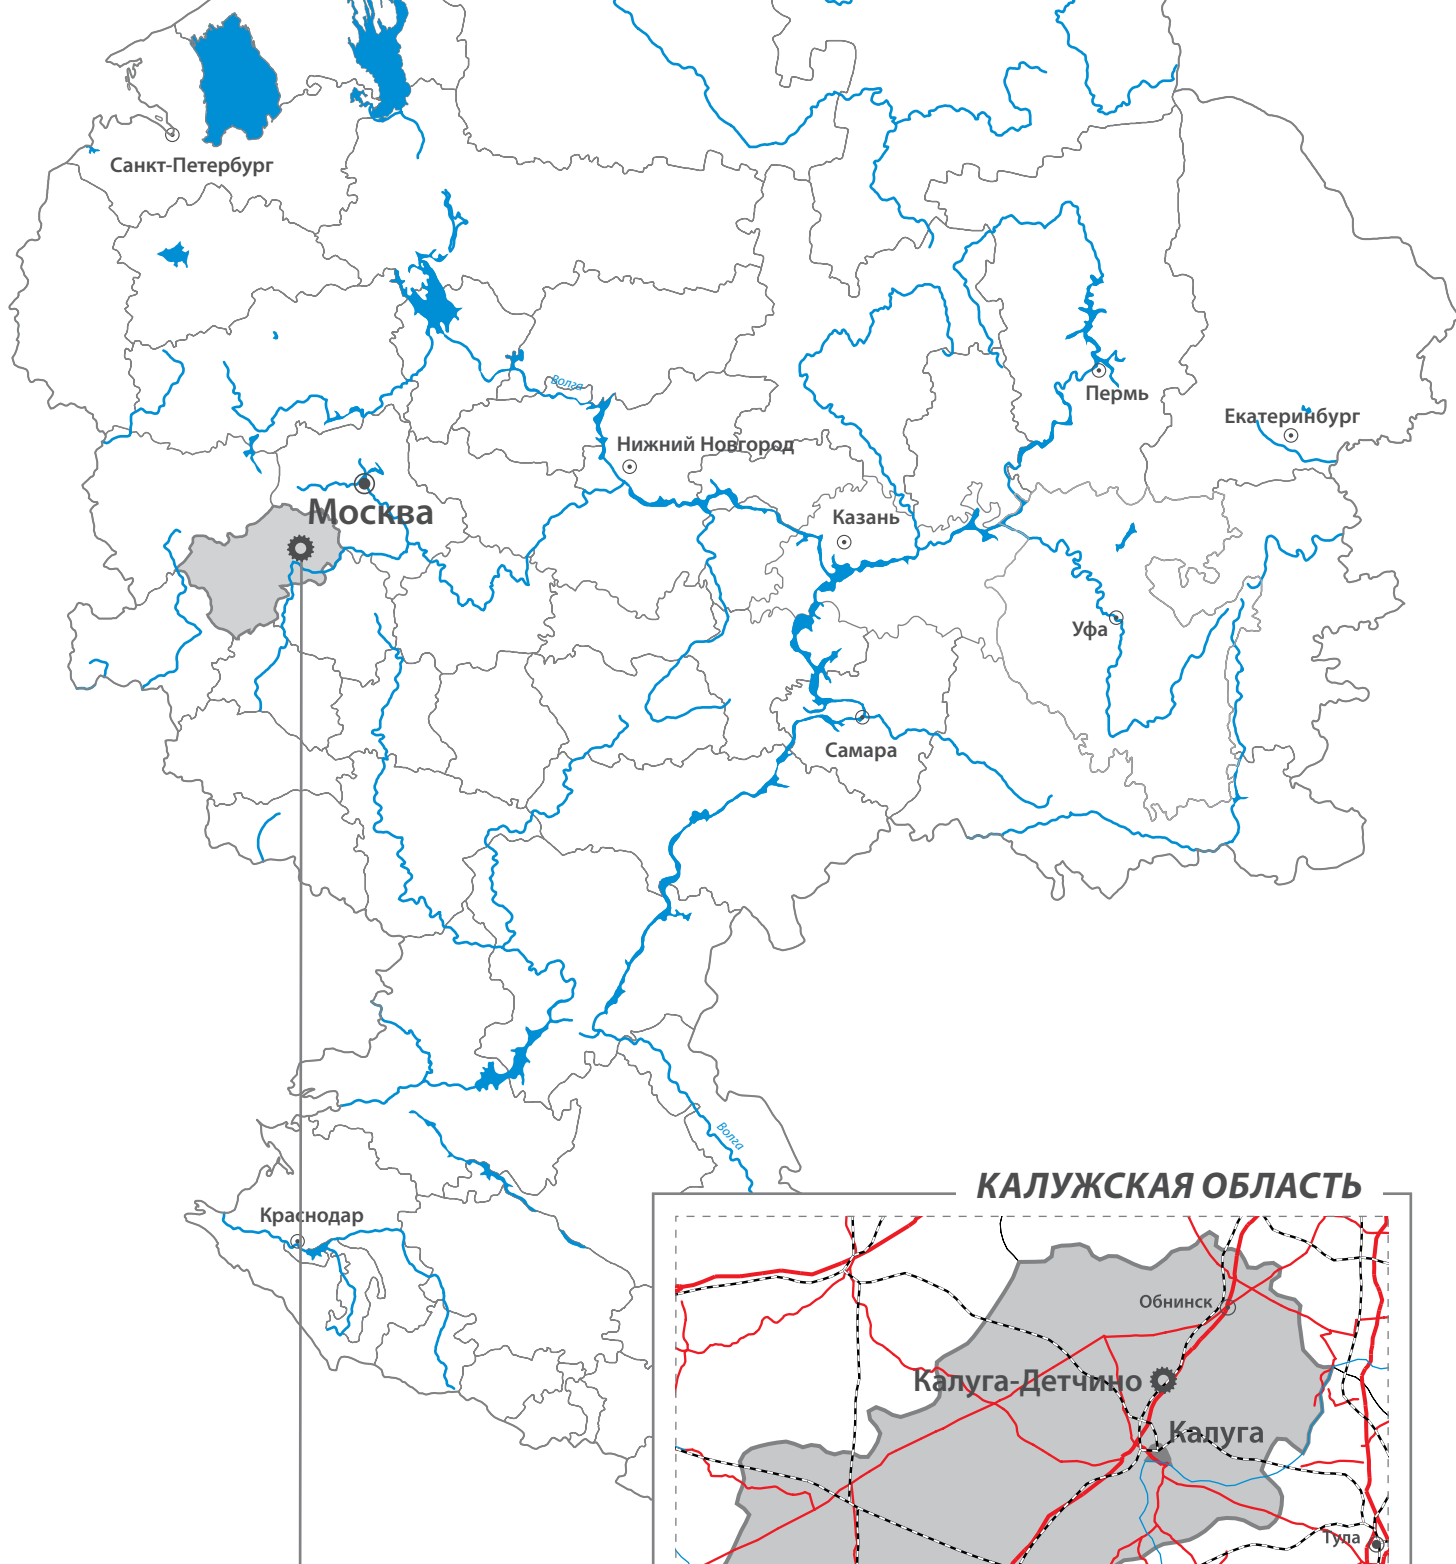 Санкт-Петербург
Волга
Пермь
Екатеринбург
Нижний Новгород
Москва
Казань
Уфа
Самара
Волга
КАЛУЖСКАЯ ОБЛАСТЬ
Краснодар
Обнинск
Калуга-Детчино
Калуга
Тула